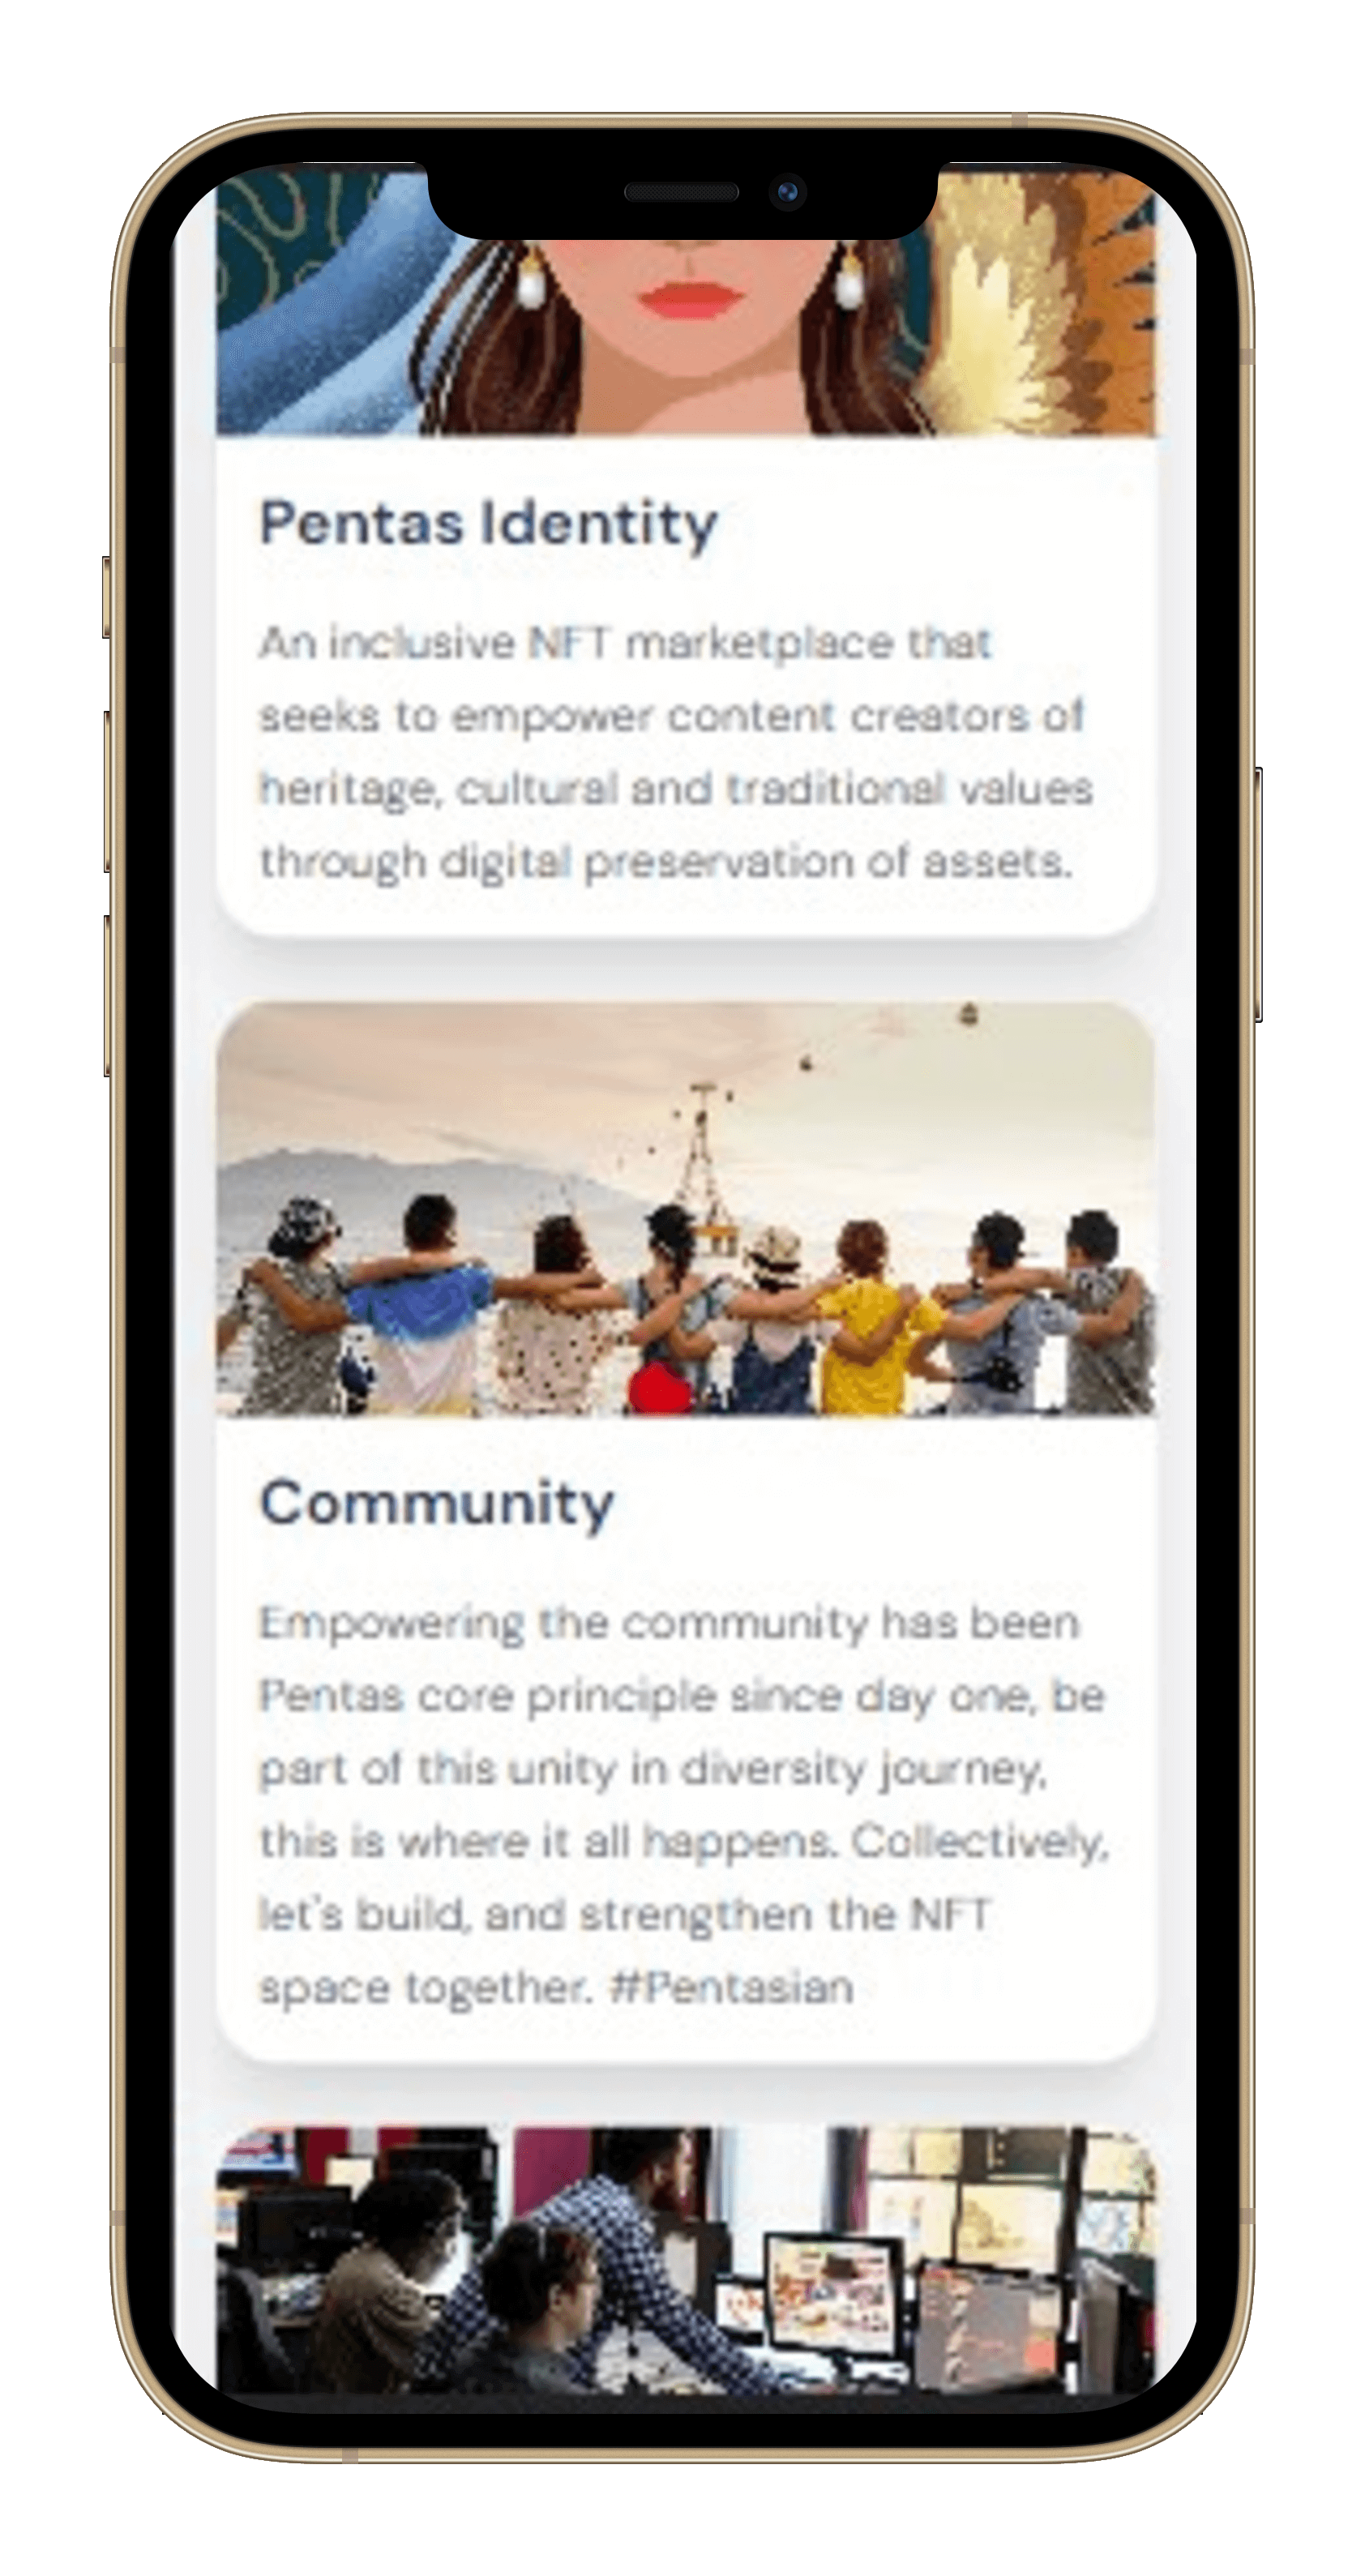 Pentas Identity
An inclusive NFT marketplace that
seeks to empower content creators of
heritage, cultural and traditional values
through digital preservation of assets.
Community
Empowering the community has been
Pentas core principle since day one, be
part of this unity in diversity journey,
this is where it all happens. Collectively,
let's build, and strengthen the NFT
space together. #Pentasian